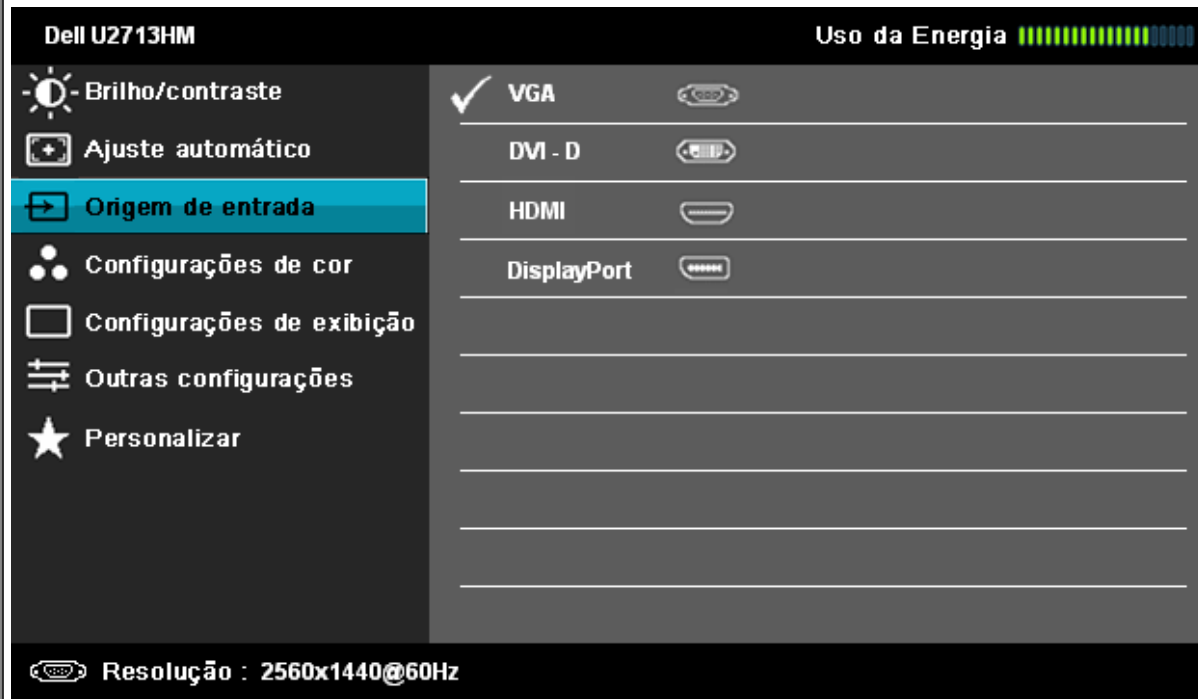 Dell U2713HM
Uso da Energia
Brilho/contraste
Ajuste automático
Origem de entrada
Configurações de cor
Configurações de exibição
Outras configurações
Personalizar
VGA
DVI - D
HDMI
DisplayPort
Resolução : 2560x1440@60Hz